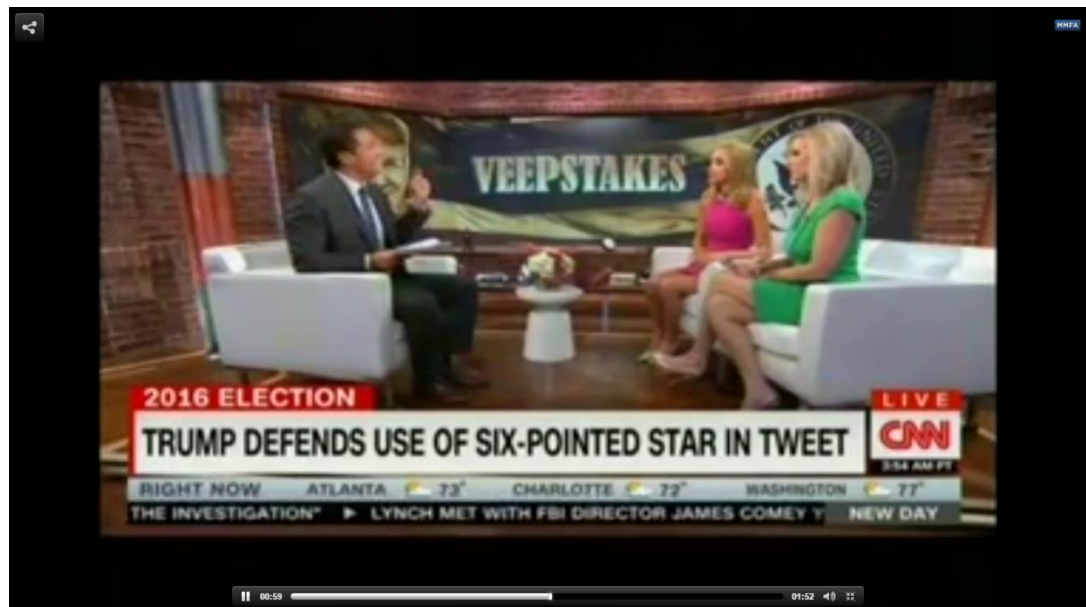 MMFA
VEEPSTAKES
2016 ELECTION
LIVE
TRUMP DEFENDS USE OF SIX-POINTED STAR IN TWEET
CNN
3:54 AM PT
RIGHT NOW ATLANTA 73° CHARLOTTE 72° WASHINGTON 77°
THE INVESTIGATION" ► LYNCH MET WITH FBI DIRECTOR JAMES COMEY Y NEW DAY
00:59 01:52